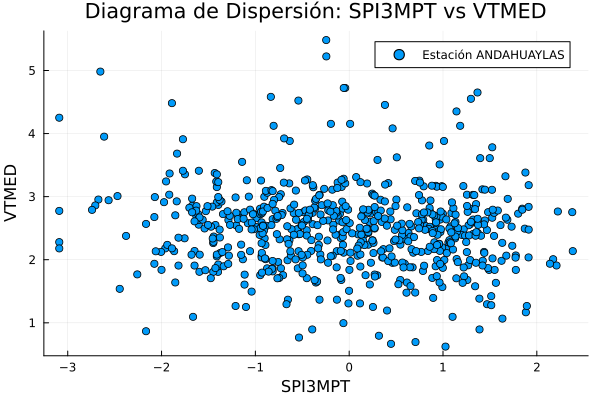 Diagrama de Dispersión: SPI3MPT vs VTMED
Estación ANDAHUAYLAS
5
4
3
2
1
VTMED
−3
−2
−1
0
1
2
SPI3MPT